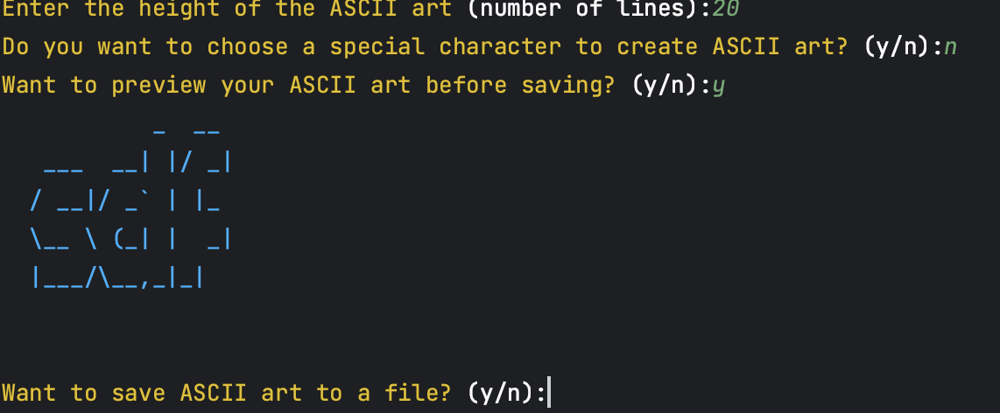 Enter the height of the ASCII art (number of lines):20
Do you want to choose a special character to create ASCII art? (y/n):n
Want to preview your ASCII art before saving? (y/n):y
           _  __
   ___  __| |/ _|
  / __|/ _` | |_
  \__ \ (_| |  _|
  |___/\__,_|_|
Want to save ASCII art to a file? (y/n):